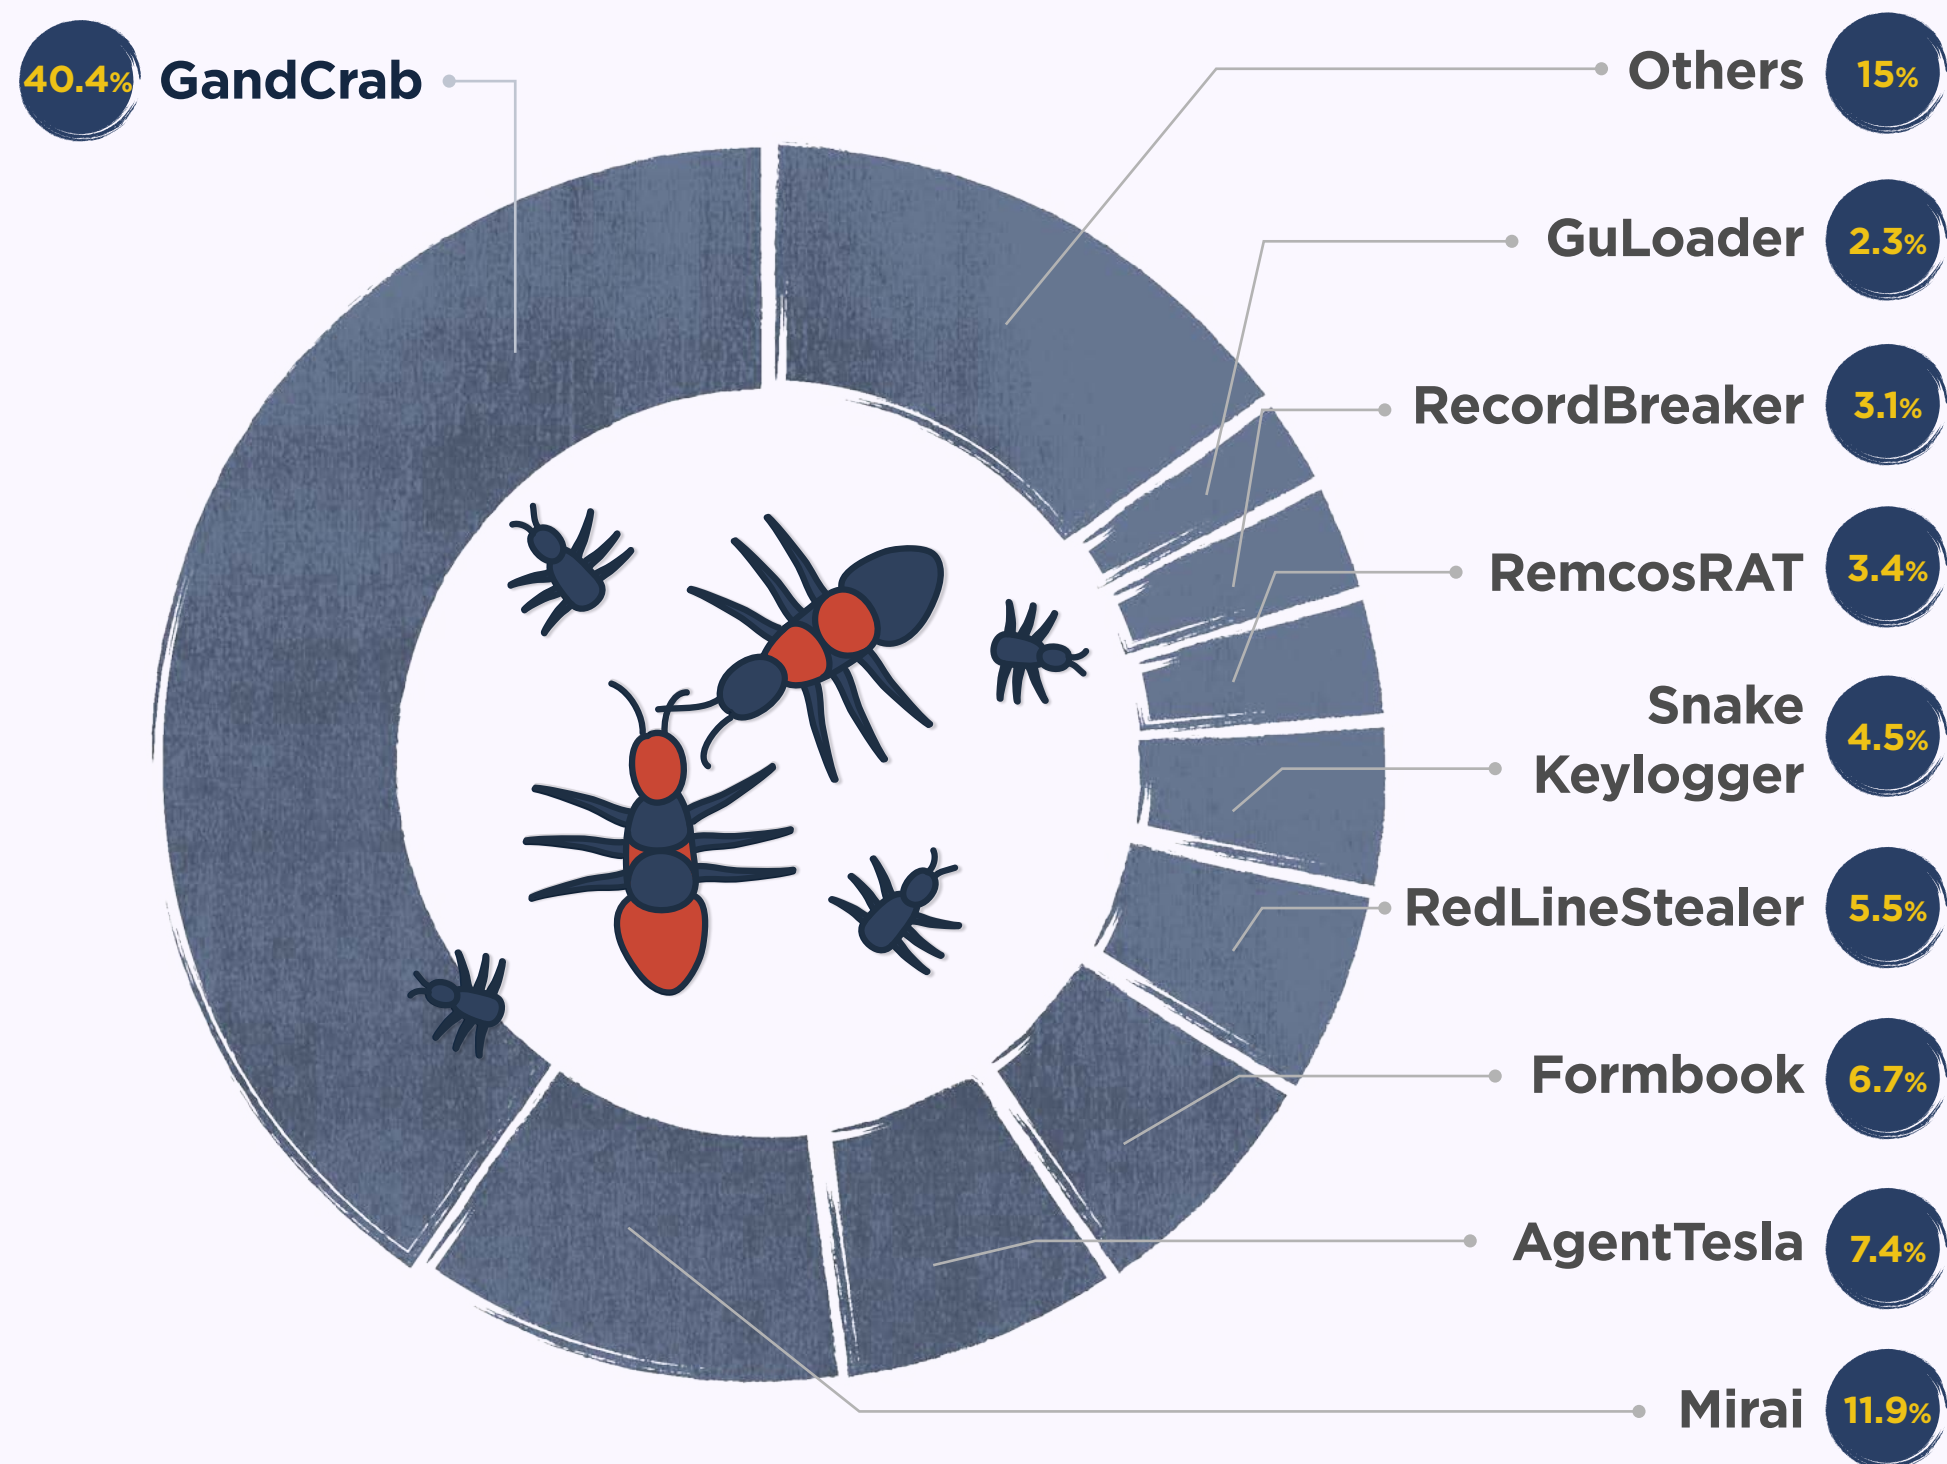 40.4% GandCrab
Others 15%
GuLoader 2.3%
RecordBreaker 3.1%
RemcosRAT 3.4%
Snake
Keylogger 4.5%
RedLineStealer 5.5%
Formbook 6.7%
AgentTesla 7.4%
Mirai 11.9%